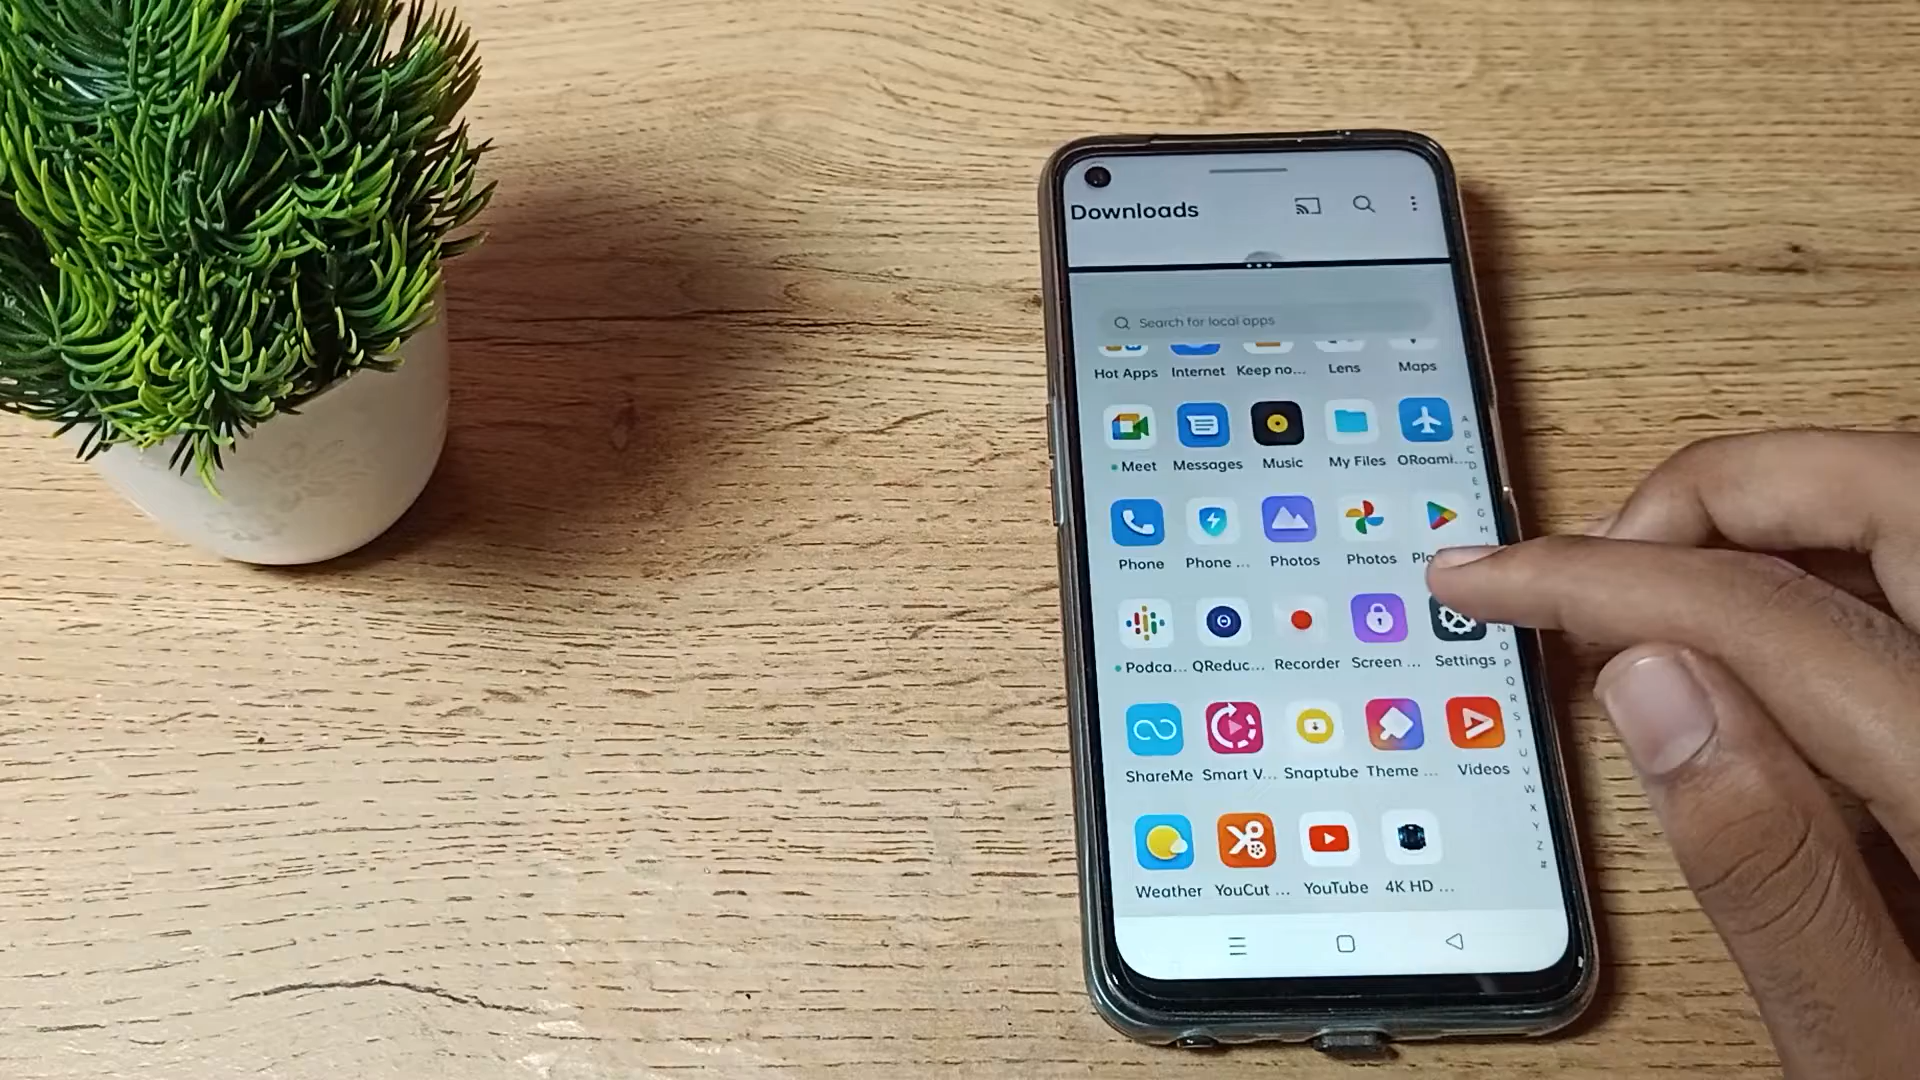 Downloads
Search for local apps
Hot Apps Internet Keep no... Lens Maps
Meet Messages Music My Files ORoami...
Phone Phone ... Photos Photos
Podca... QReduc... Recorder Screen ... Settings
ShareMe Smart V... Snaptube Theme ... Videos
Weather YouCut ... YouTube 4K HD ...
A
B
C
D
E
F
G
H
N
O
P
Q
R
S
T
U
V
W
X
Y
Z
#